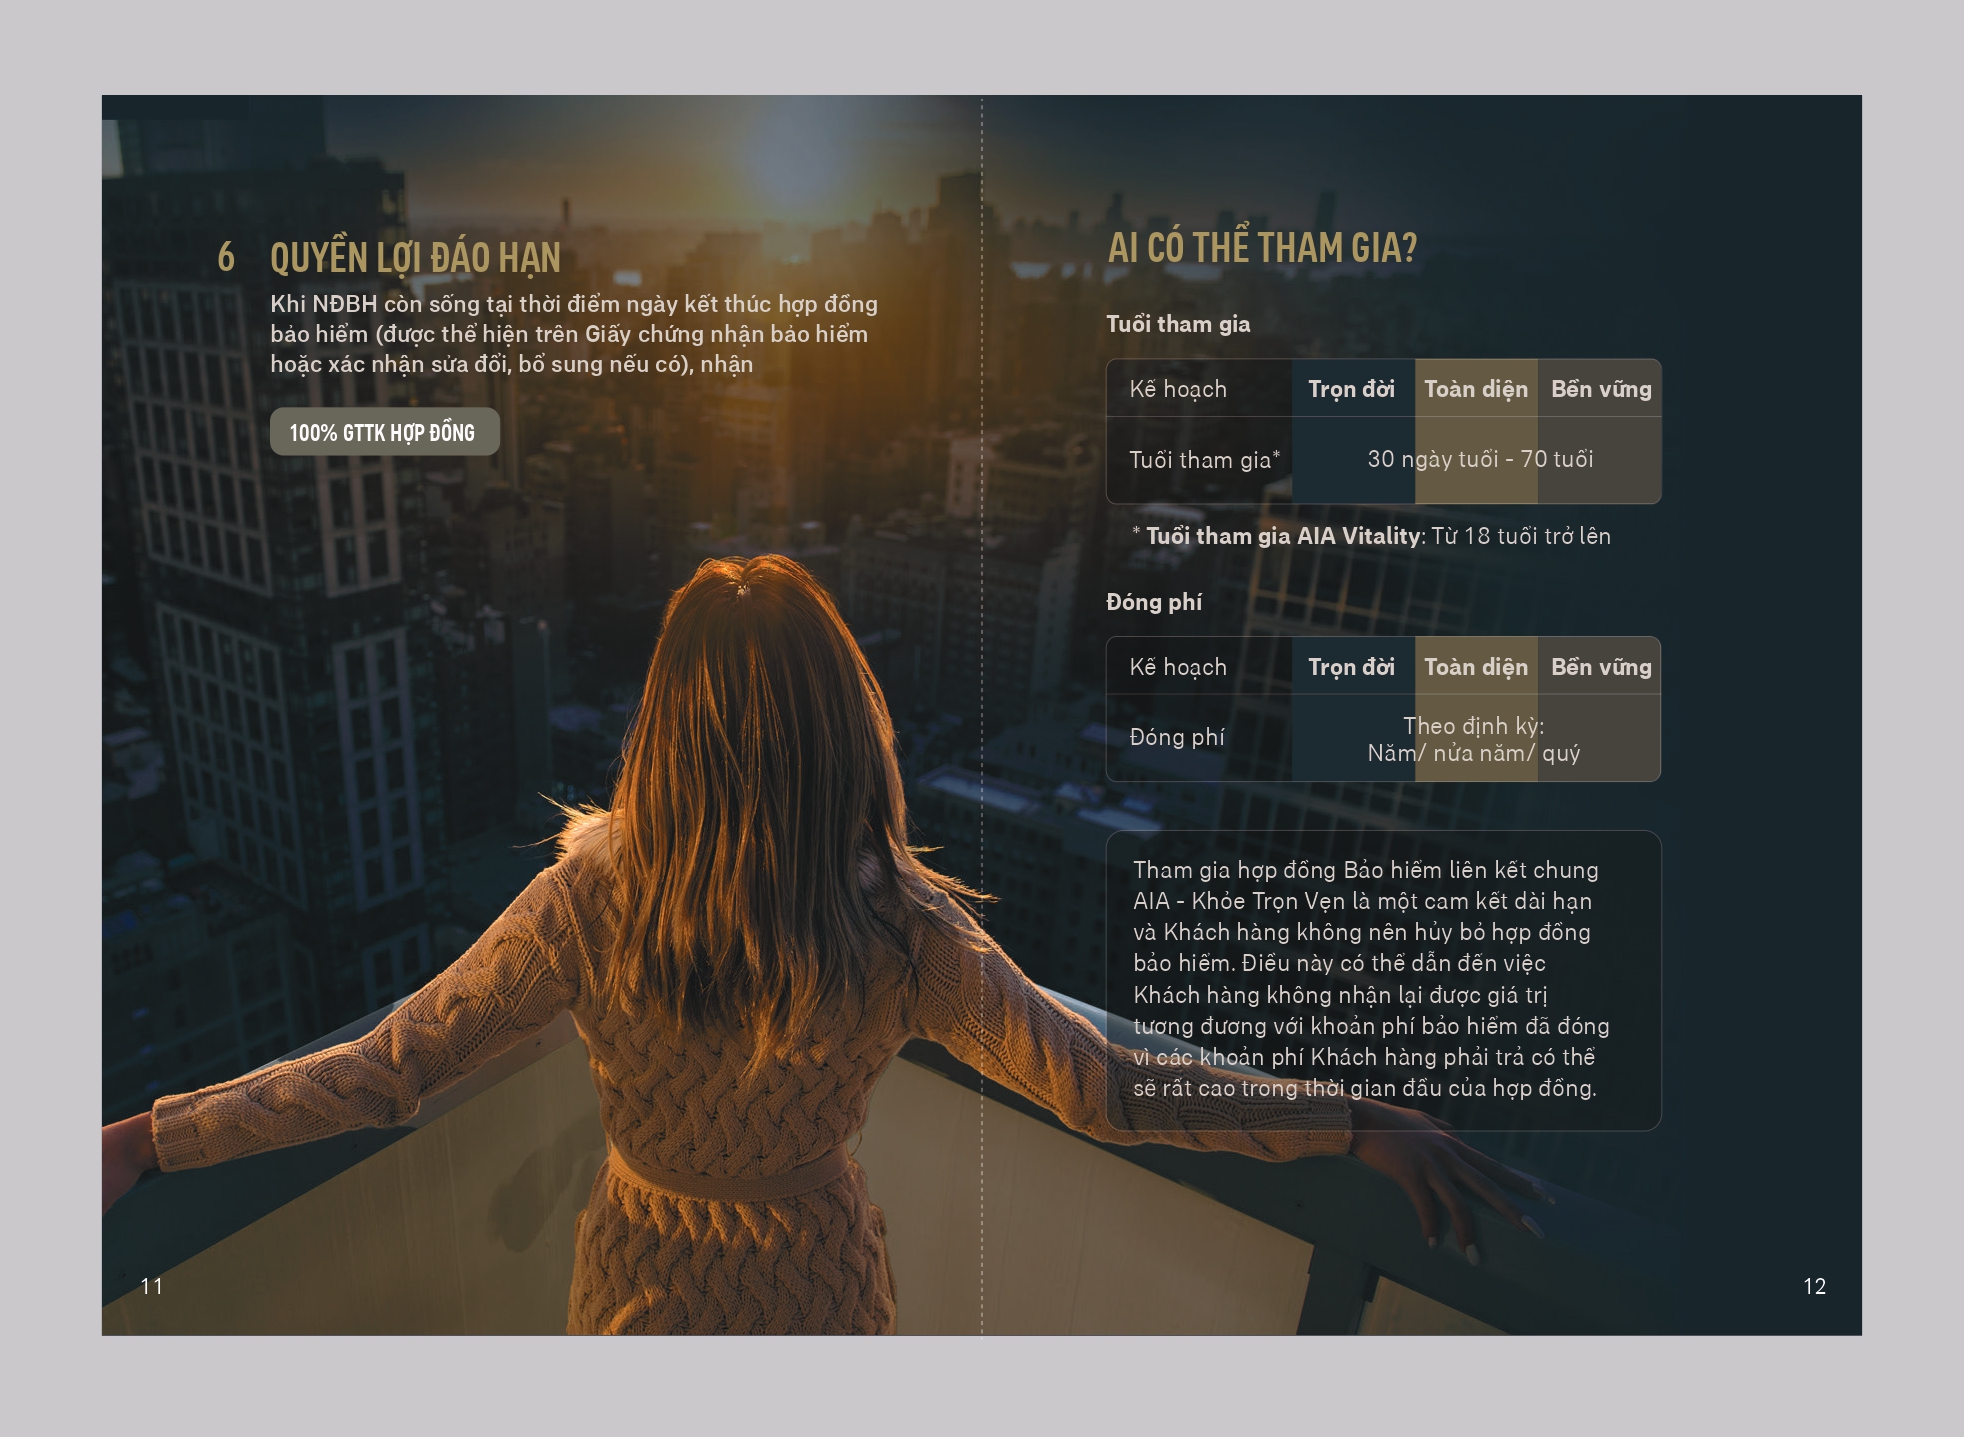 6 QUYỀN LỢI ĐÁO HẠN
Khi NĐBH còn sống tại thời điểm ngày kết thúc hợp đồng
bảo hiểm (được thể hiện trên Giấy chứng nhận bảo hiểm
hoặc xác nhận sửa đổi, bổ sung nếu có), nhận
100% GTTK HỢP ĐỒNG
11
AI CÓ THỂ THAM GIA?
Tuổi tham gia
Kế hoạch Trọn đời Toàn diện Bền vững
Tuổi tham gia* 30 ngày tuổi - 70 tuổi
* Tuổi tham gia AIA Vitality: Từ 18 tuổi trở lên
Đóng phí
Kế hoạch Trọn đời Toàn diện Bền vững
Đóng phí Theo định kỳ:
Năm/ nửa năm/ quý
Tham gia hợp đồng Bảo hiểm liên kết chung
AIA - Khỏe Trọn Vẹn là một cam kết dài hạn
và Khách hàng không nên hủy bỏ hợp đồng
bảo hiểm. Điều này có thể dẫn đến việc
Khách hàng không nhận lại được giá trị
tương đương với khoản phí bảo hiểm đã đóng
vì các khoản phí Khách hàng phải trả có thể
sẽ rất cao trong thời gian đầu của hợp đồng.
12